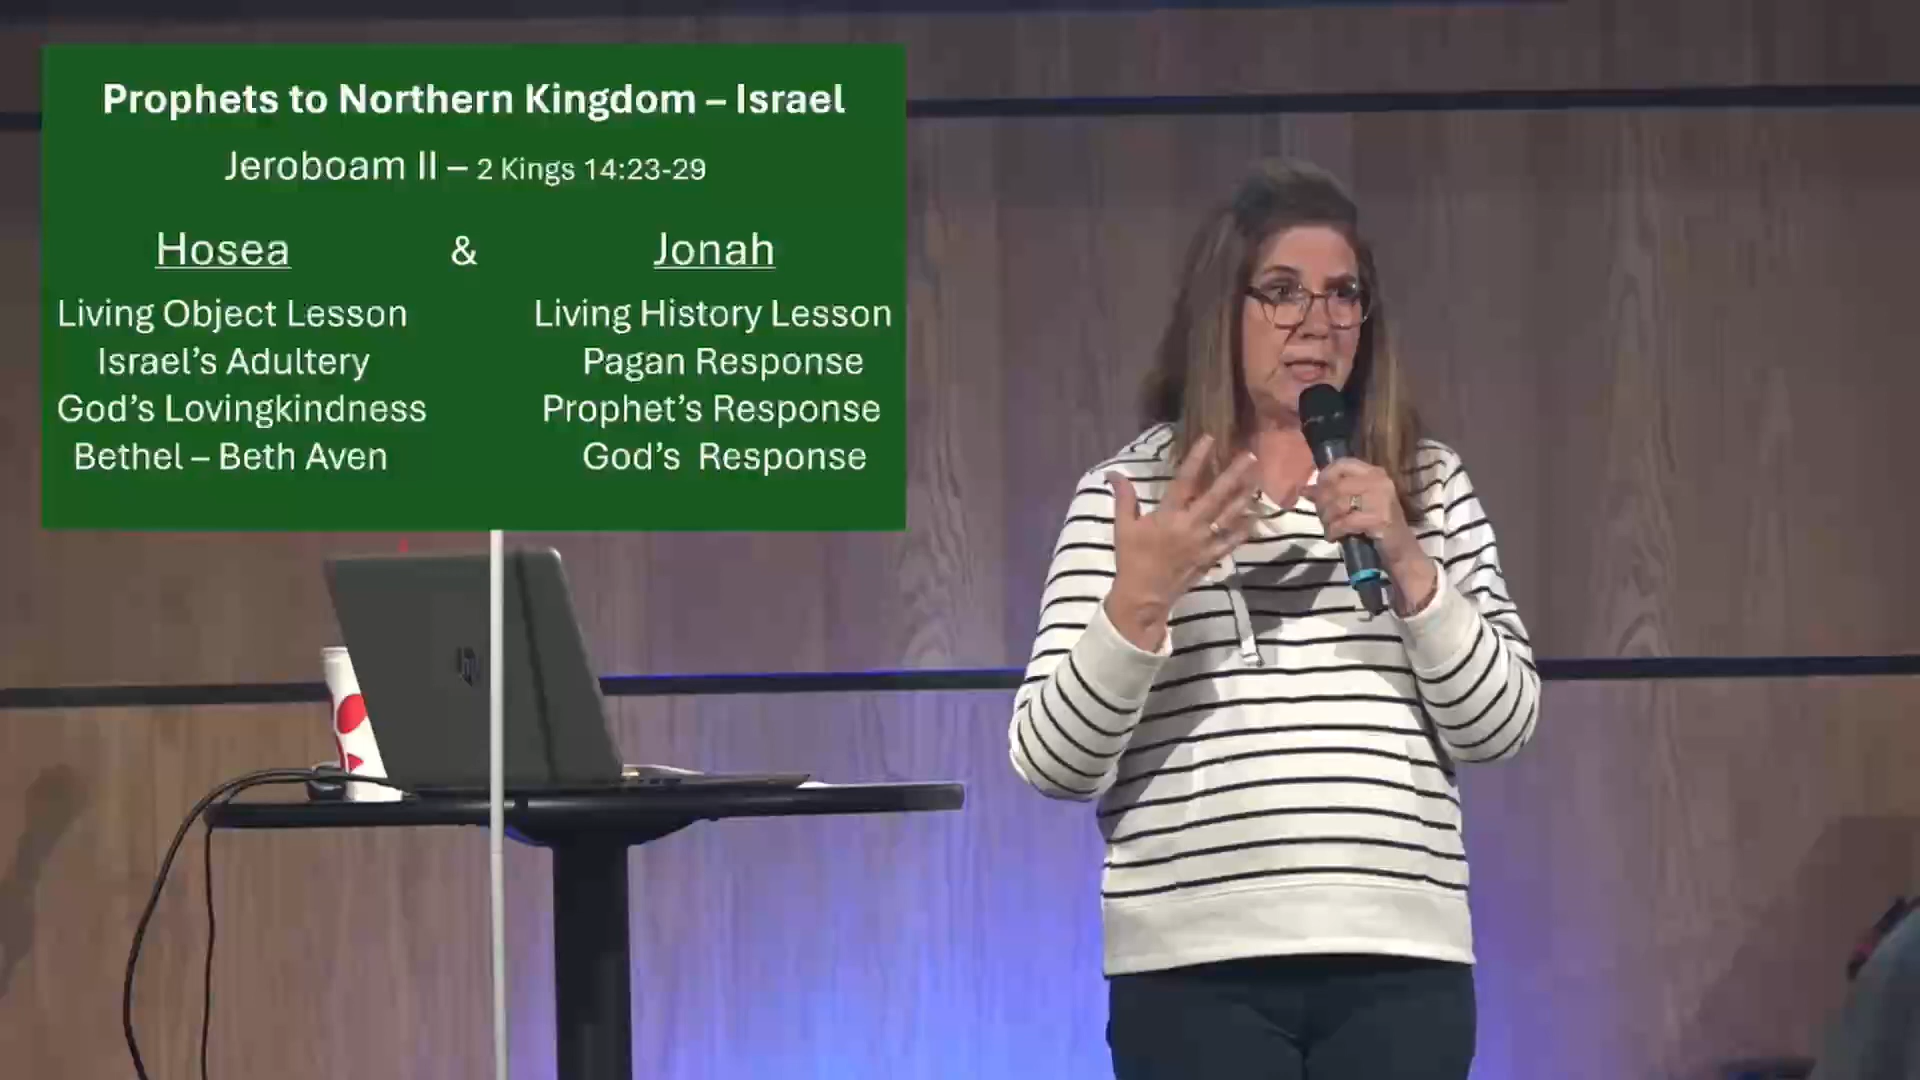 Prophets to Northern Kingdom – Israel
Jeroboam II – 2 Kings 14:23-29
Hosea & Jonah
Living Object Lesson Living History Lesson
Israel's Adultery Pagan Response
God's Lovingkindness Prophet's Response
Bethel – Beth Aven God's Response
hp